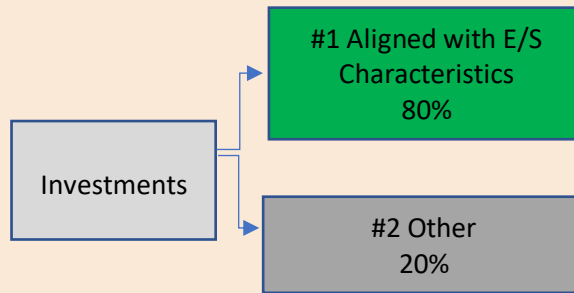 #1 Aligned with E/S
Characteristics
80%
Investments
#2 Other
20%